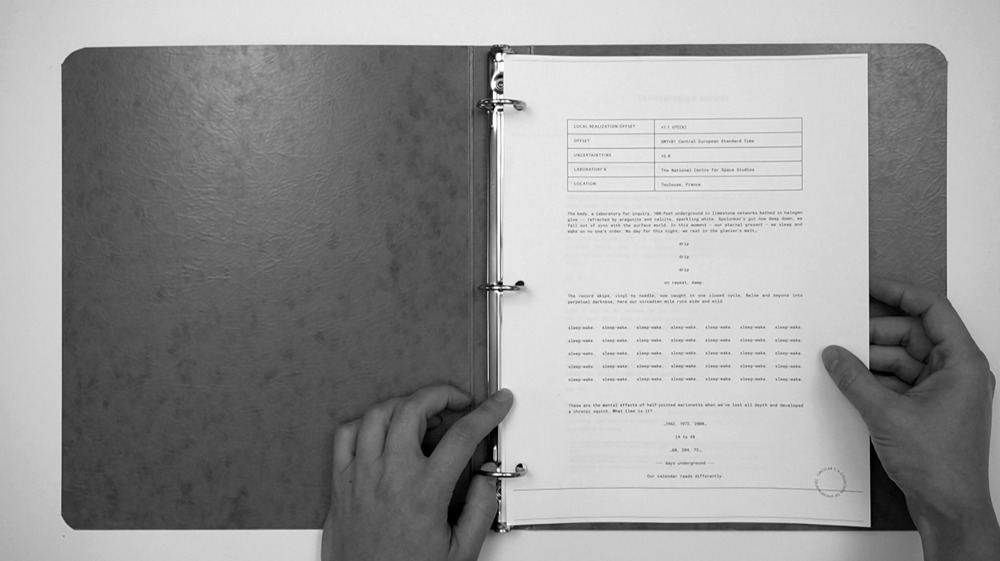 LOCAL REALIZATION OFFSET +1.1 UTC(k)
OFFSET GMT+01 Central European Standard Time
UNCERTAINTY/NS
LABORATORY K The National Centre for Space Studies
LOCATION Toulouse, France
The body, a laboratory for inquiry, 100-feet underground in limestone networks bathed in halogen
glow -- refracted by aragonite and calcite, sparkling white. Spelunker's gut now deep down, we
fall out of sync with the surface world. In this moment - our eternal present - we sleep and
wake on no one's order. No day for this night, we rest in the glacier's melt…
drip
drip
drip
on repeat, damp.
The record skips, vinyl to needle, now caught in one closed cycle. Below and beyond into
perpetual darkness, here our circadian mile runs wide and wild.
sleep-wake. sleep-wake. sleep-wake. sleep-wake. sleep-wake. sleep-wake. sleep-wake.
sleep-wake. sleep-wake. sleep-wake. sleep-wake. sleep-wake. sleep-wake. sleep-wake.
sleep-wake. sleep-wake. sleep-wake. sleep-wake. sleep-wake. sleep-wake. sleep-wake.
sleep-wake. sleep-wake. sleep-wake. sleep-wake. sleep-wake. sleep-wake. sleep-wake.
sleep-wake. sleep-wake. sleep-wake. sleep-wake. sleep-wake. sleep-wake. sleep-wake.
These are the mental effects of half-jointed marionette when we've lost all depth and developed
a chronic squint. What time is it?
…1962, 1972, 2000…
24 to 48
…60, 204, 73…
--- days underground ---
Our calendar reads differently.